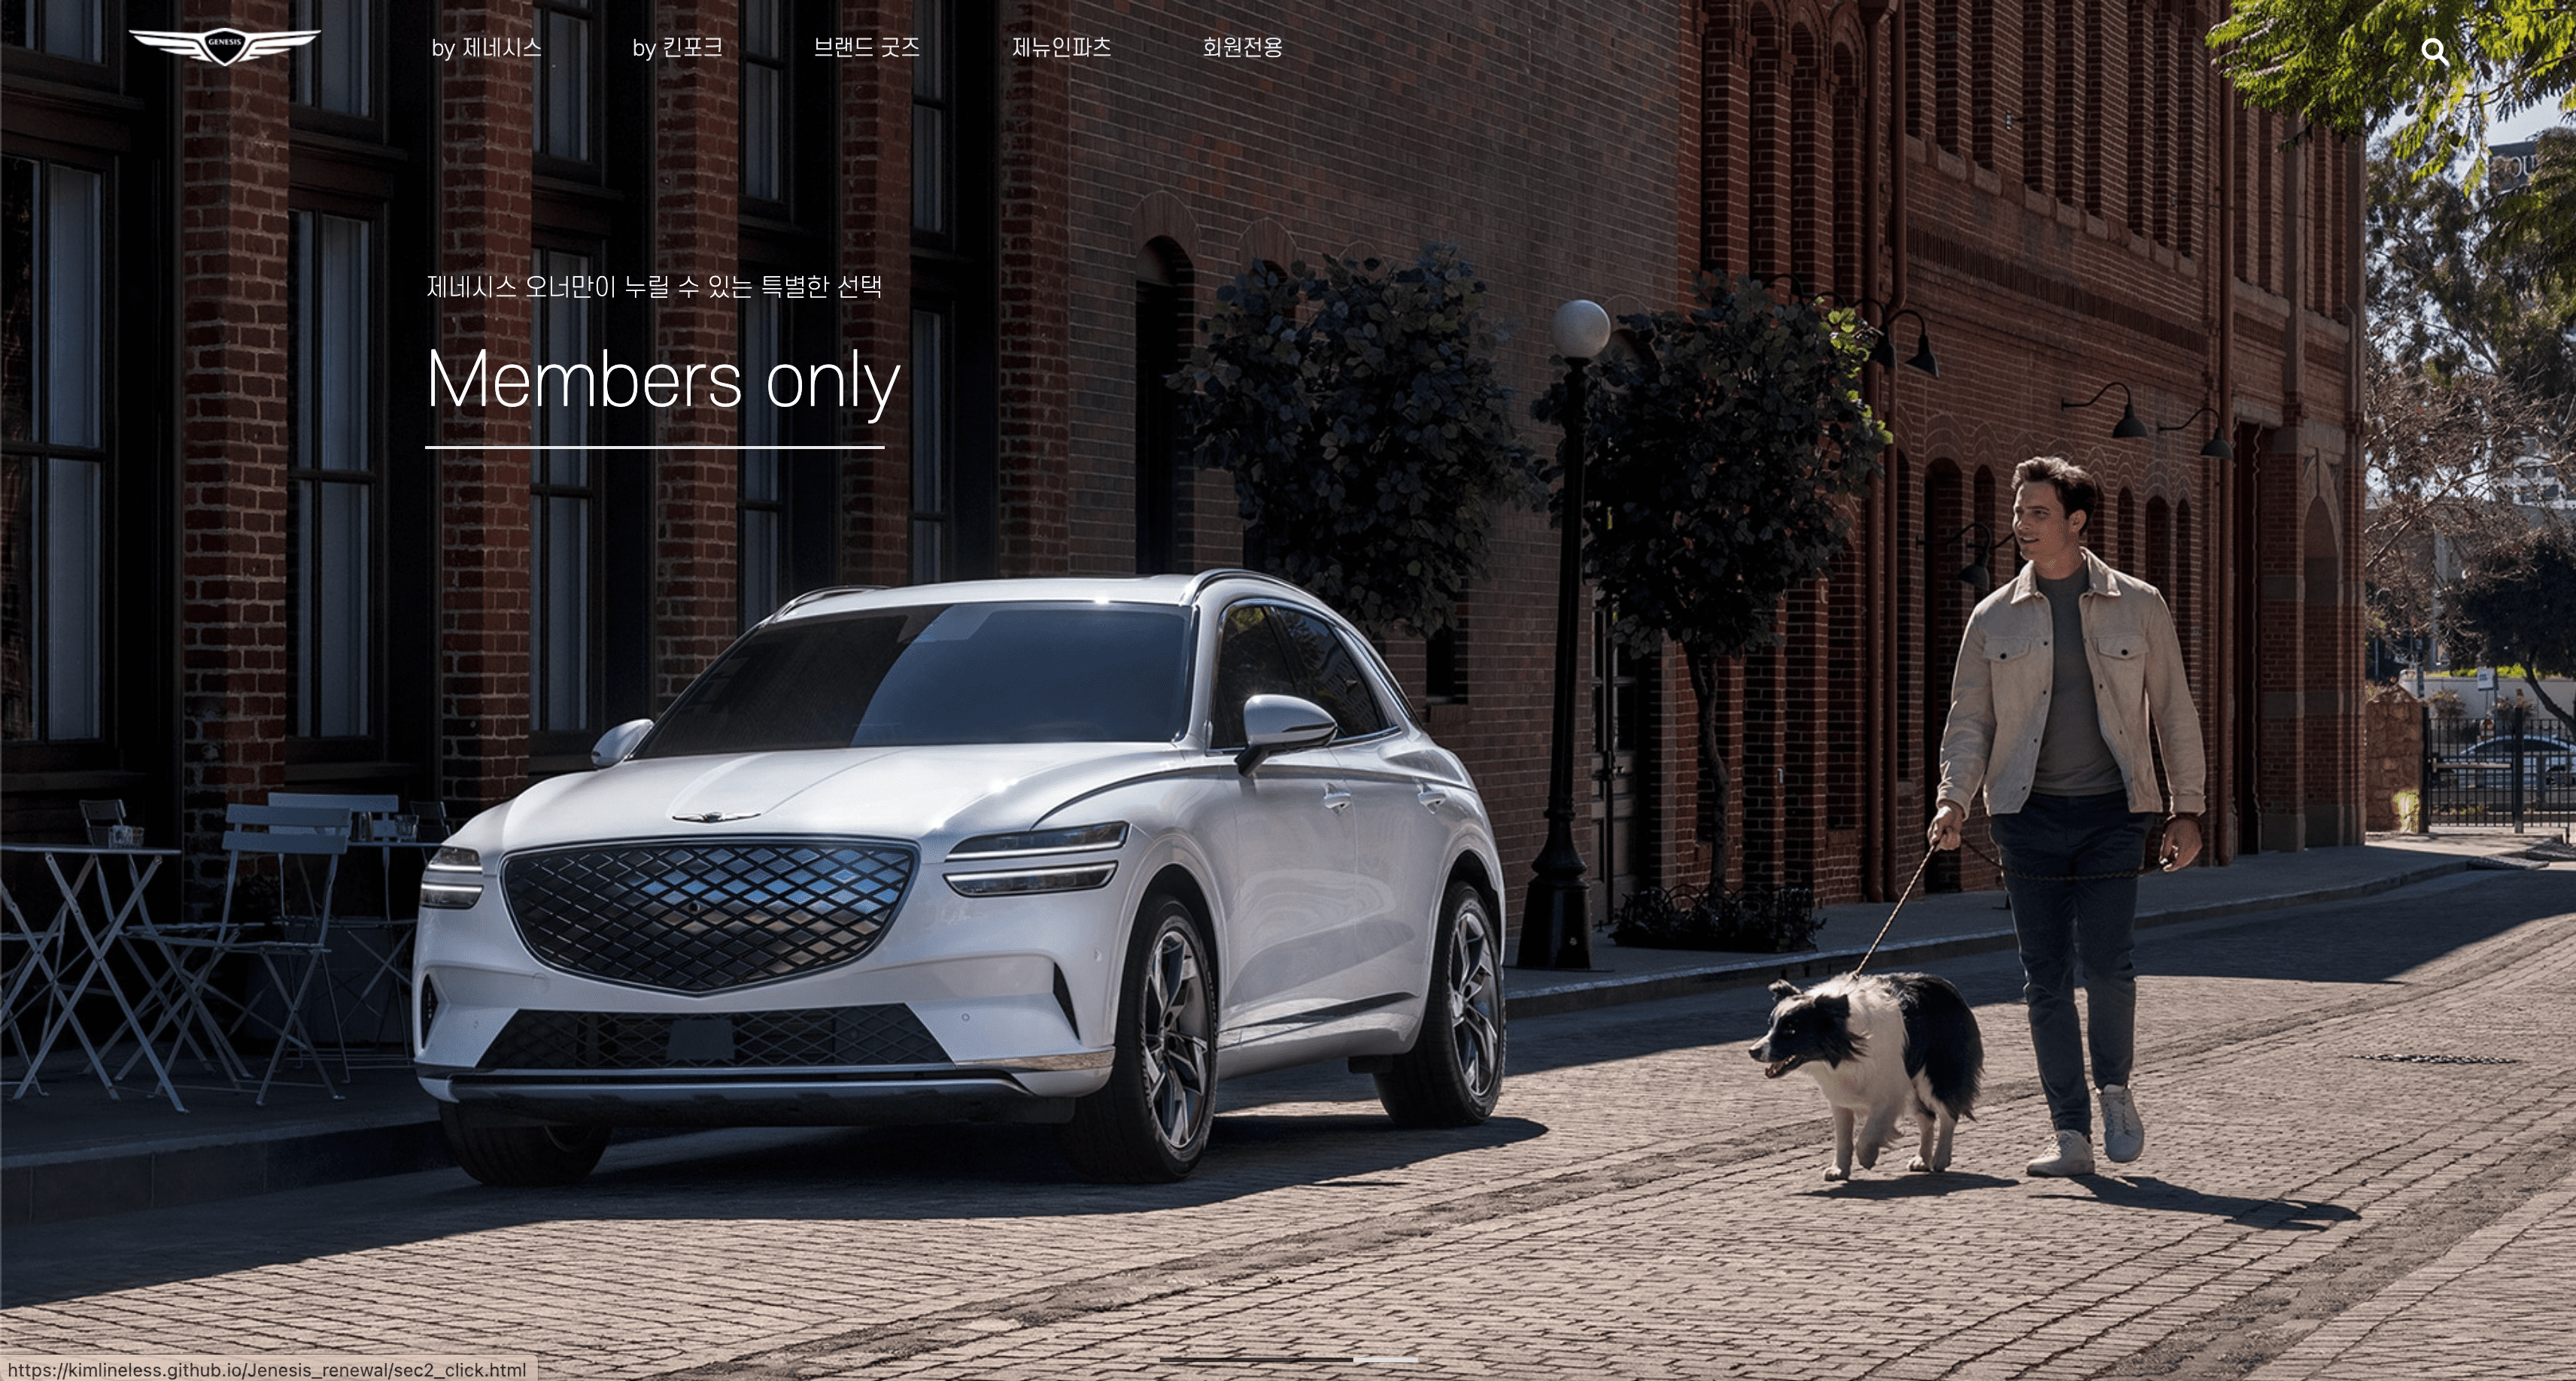 GENESIS
by 제네시스
by 킨포크
브랜드 굿즈
제뉴인파츠
회원전용
제네시스 오너만이 누릴 수 있는 특별한 선택
Members only
https://kimlineless.github.io/Jenesis_renewal/sec2_click.html